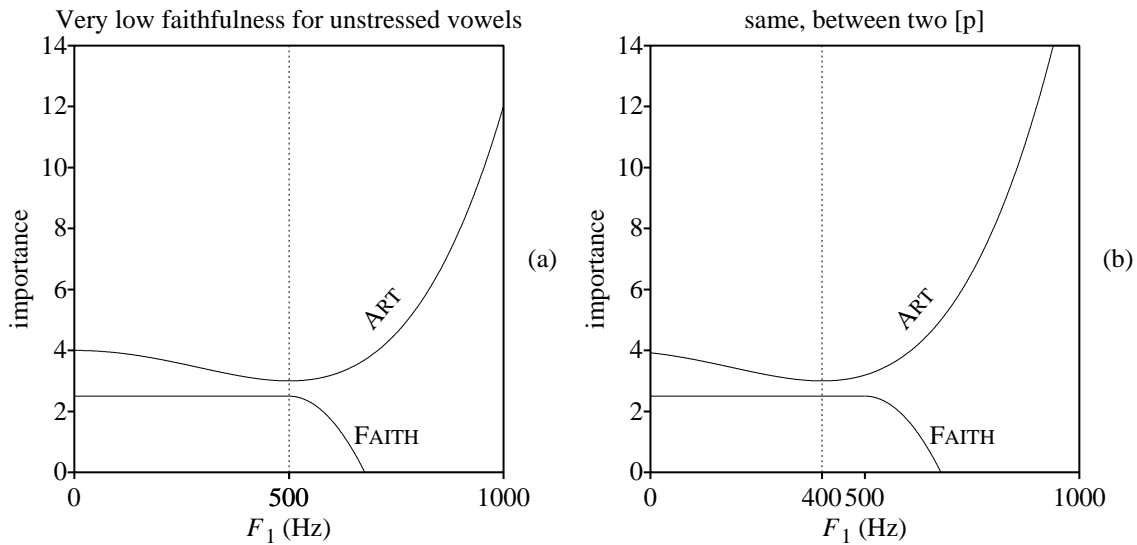 Very low faithfulness for unstressed vowels
14
12
10
8
6
4
2
0
importance
ART
FAITH
0
500
1000
F1 (Hz)
(a)
same, between two [p]
14
12
10
8
6
4
2
0
importance
ART
FAITH
0
400
500
1000
F1 (Hz)
(b)